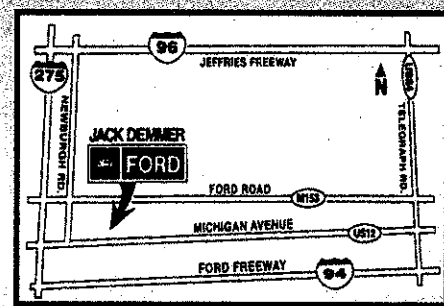 96
JEFFRIES FREEWAY
275
NEWBURGH RD.
N
TELEGRAPH RD.
JACK DEMMER
FORD
FORD ROAD
M153
MICHIGAN AVENUE
US12
FORD FREEWAY
94